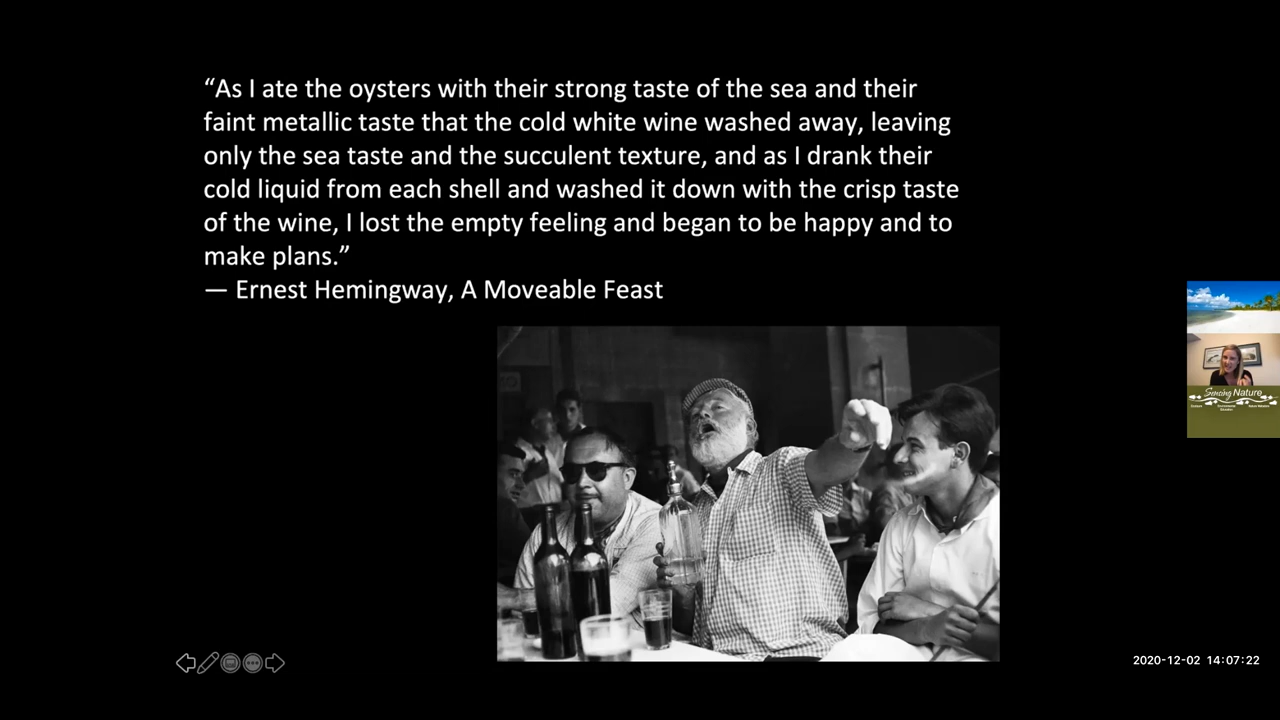 “As I ate the oysters with their strong taste of the sea and their
faint metallic taste that the cold white wine washed away, leaving
only the sea taste and the succulent texture, and as I drank their
cold liquid from each shell and washed it down with the crisp taste
of the wine, I lost the empty feeling and began to be happy and to
make plans.”
— Ernest Hemingway, A Moveable Feast
Sensing Nature
2020-12-02 14:07:22